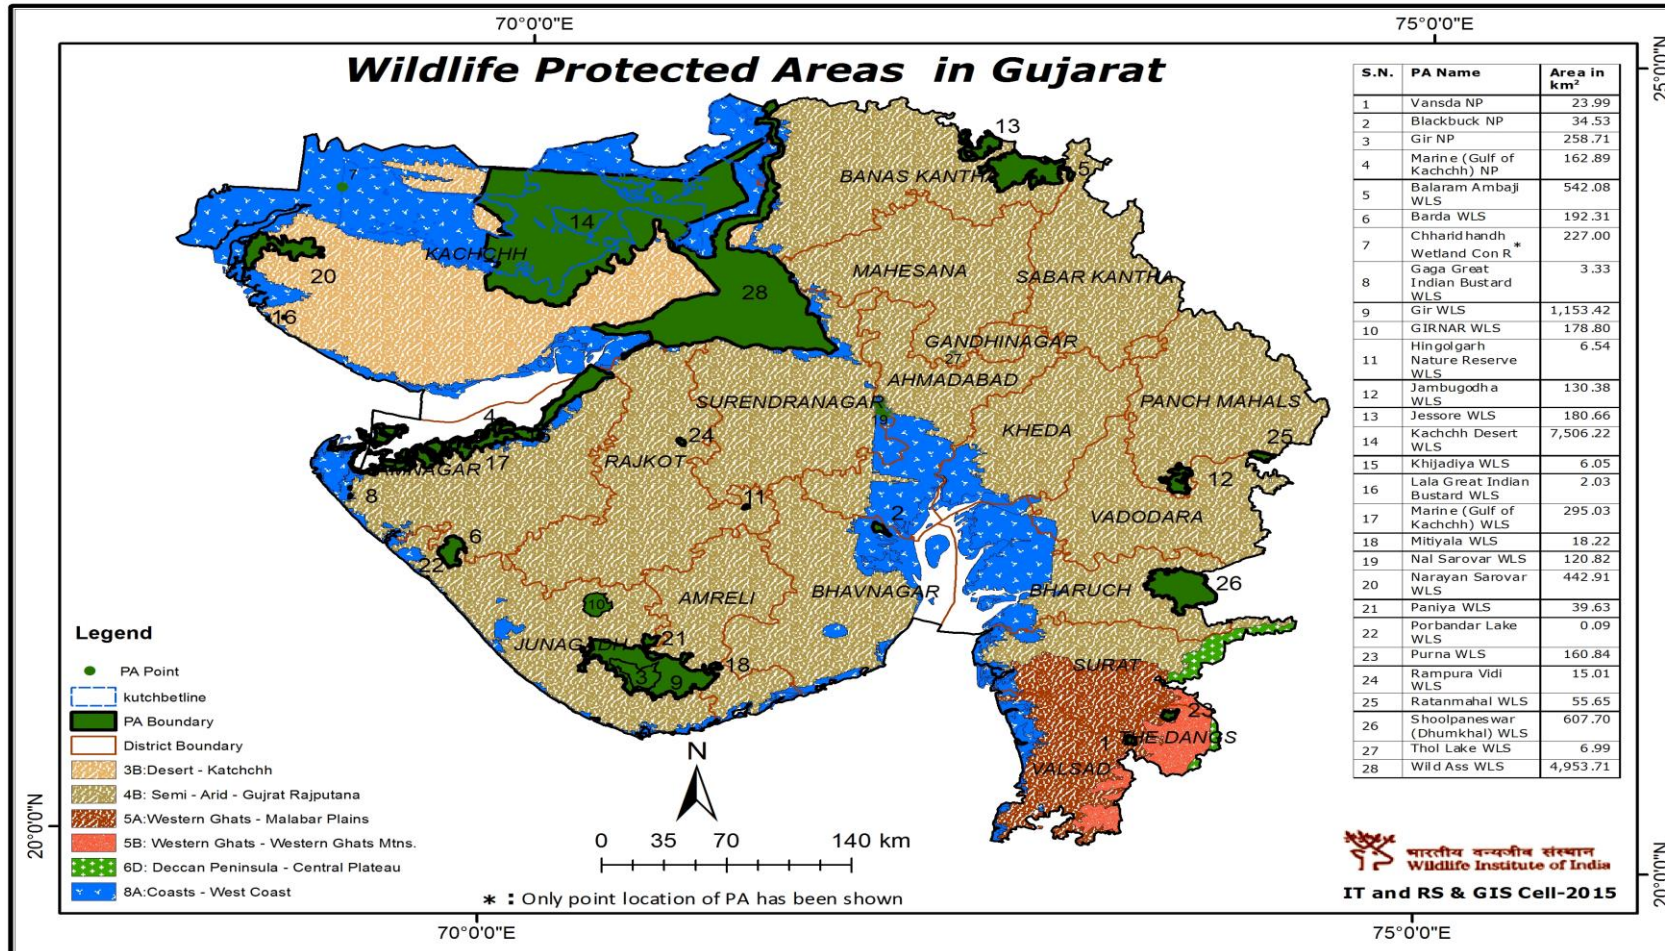 70°0'0"E
75°0'0"E
25°0'0"N
25°0'0"N
Wildlife Protected Areas in Gujarat
S.N. PA Name Area in km²
1 Vansda NP 23.99
2 Blackbuck NP 34.53
3 Gir NP 258.71
4 Marine (Gulf of Kachchh) NP 162.89
5 Balaram Ambaji WLS 542.08
6 Barda WLS 192.31
7 Chharidhandh Wetland Con R * 227.00
8 Gaga Great Indian Bustard WLS 3.33
9 Gir WLS 1,153.42
10 GIRNAR WLS 178.80
11 Hingolgarh Nature Reserve WLS 6.54
12 Jambugodha WLS 130.38
13 Jessore WLS 180.66
14 Kachchh Desert WLS 7,506.22
15 Khijadiya WLS 6.05
16 Lala Great Indian Bustard WLS 2.03
17 Marine (Gulf of Kachchh) WLS 295.03
18 Mitiyala WLS 18.22
19 Nal Sarovar WLS 120.82
20 Narayan Sarovar WLS 442.91
21 Paniya WLS 39.63
22 Porbandar Lake WLS 0.09
23 Purna WLS 160.84
24 Rampura Vidi WLS 15.01
25 Ratanmahal WLS 55.65
26 Shoolpaneswar (Dhumkhal) WLS 607.70
27 Thol Lake WLS 6.99
28 Wild Ass WLS 4,953.71
13
7
5
BANAS KANTHA
14
KACHCHH
20
MAHESANA
SABAR KANTHA
28
16
GANDHINAGAR
27
AHMADABAD
SURENDRANAGAR
PANCH MAHALS
4
19
KHEDA
24
25
15
17
RAJKOT
JAMNAGAR
12
8
11
2
VADODARA
6
22
26
BHARUCH
BHAVNAGAR
AMRELI
10
JUNAGADH
21
18
3
9
SURAT
23
1
THE DANGS
VALSAD
Legend
PA Point
kutchbetline
PA Boundary
District Boundary
3B:Desert - Katchchh
4B: Semi - Arid - Gujrat Rajputana
5A:Western Ghats - Malabar Plains
5B: Western Ghats - Western Ghats Mtns.
6D: Deccan Peninsula - Central Plateau
8A:Coasts - West Coast
N
0 35 70 140 km
* : Only point location of PA has been shown
भारतीय वन्यजीव संस्थान
Wildlife Institute of India
IT and RS & GIS Cell-2015
20°0'0"N
20°0'0"N
70°0'0"E
75°0'0"E